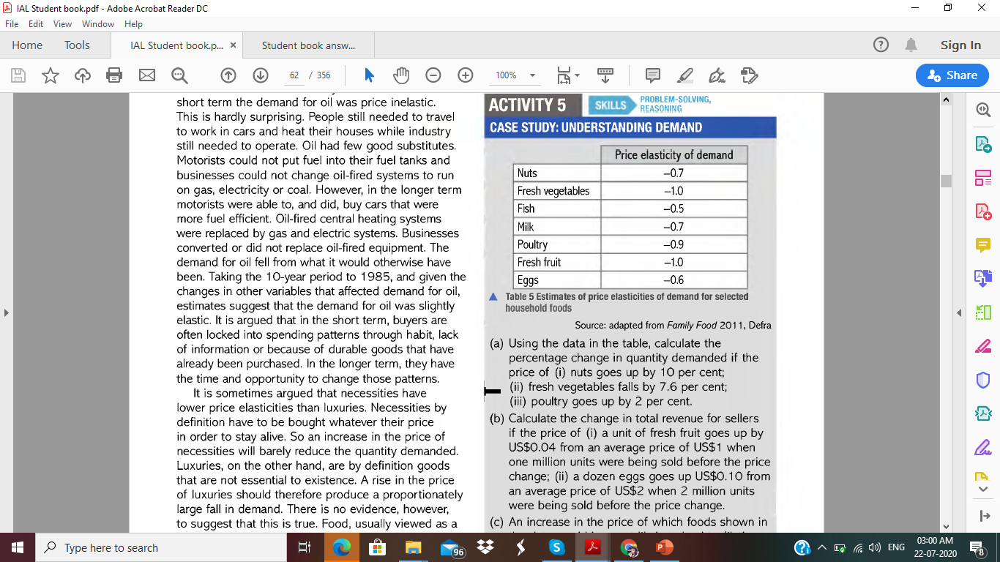 IAL Student book.pdf - Adobe Acrobat Reader DC
File Edit View Window Help
Home Tools IAL Student book.p... × Student book answ... Sign In
62 / 356 100% Share
short term the demand for oil was price inelastic.
This is hardly surprising. People still needed to travel
to work in cars and heat their houses while industry
still needed to operate. Oil had few good substitutes.
Motorists could not put fuel into their fuel tanks and
businesses could not change oil-fired systems to run
on gas, electricity or coal. However, in the longer term
motorists were able to, and did, buy cars that were
more fuel efficient. Oil-fired central heating systems
were replaced by gas and electric systems. Businesses
converted or did not replace oil-fired equipment. The
demand for oil fell from what it would otherwise have
been. Taking the 10-year period to 1985, and given the
changes in other variables that affected demand for oil,
estimates suggest that the demand for oil was slightly
elastic. It is argued that in the short term, buyers are
often locked into spending patterns through habit, lack
of information or because of durable goods that have
already been purchased. In the longer term, they have
the time and opportunity to change those patterns.
It is sometimes argued that necessities have
lower price elasticities than luxuries. Necessities by
definition have to be bought whatever their price
in order to stay alive. So an increase in the price of
necessities will barely reduce the quantity demanded.
Luxuries, on the other hand, are by definition goods
that are not essential to existence. A rise in the price
of luxuries should therefore produce a proportionately
large fall in demand. There is no evidence, however,
to suggest that this is true. Food, usually viewed as a
ACTIVITY 5 SKILLS PROBLEM-SOLVING,
REASONING
CASE STUDY: UNDERSTANDING DEMAND
Price elasticity of demand
Nuts –0.7
Fresh vegetables –1.0
Fish –0.5
Milk –0.7
Poultry –0.9
Fresh fruit –1.0
Eggs –0.6
▲ Table 5 Estimates of price elasticities of demand for selected
household foods
Source: adapted from Family Food 2011, Defra
(a) Using the data in the table, calculate the
percentage change in quantity demanded if the
price of (i) nuts goes up by 10 per cent;
(ii) fresh vegetables falls by 7.6 per cent;
(iii) poultry goes up by 2 per cent.
(b) Calculate the change in total revenue for sellers
if the price of (i) a unit of fresh fruit goes up by
US$0.04 from an average price of US$1 when
one million units were being sold before the price
change; (ii) a dozen eggs goes up US$0.10 from
an average price of US$2 when 2 million units
were being sold before the price change.
(c) An increase in the price of which foods shown in
Type here to search 96 ENG 03:00 AM
22-07-2020 8